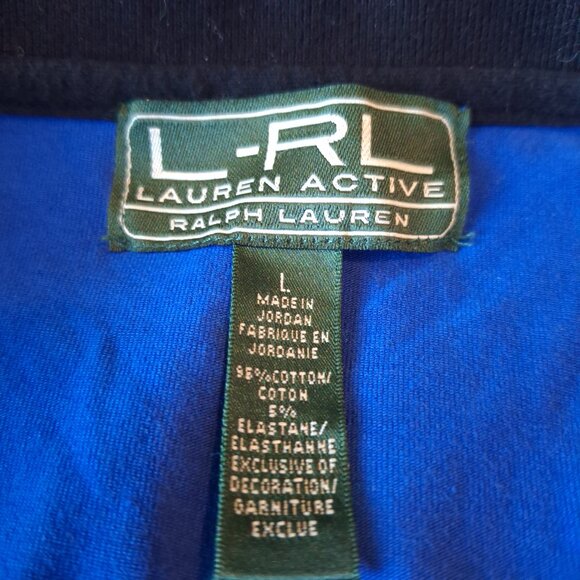 L-RL
LAUREN ACTIVE
RALPH LAUREN
L
MADE IN
JORDAN
FABRIQUE EN
JORDANIE
95%COTTON/
COTON
5%
ELASTANE/
ELASTHANNE
EXCLUSIVE OF
DECORATION/
GARNITURE
EXCLUE